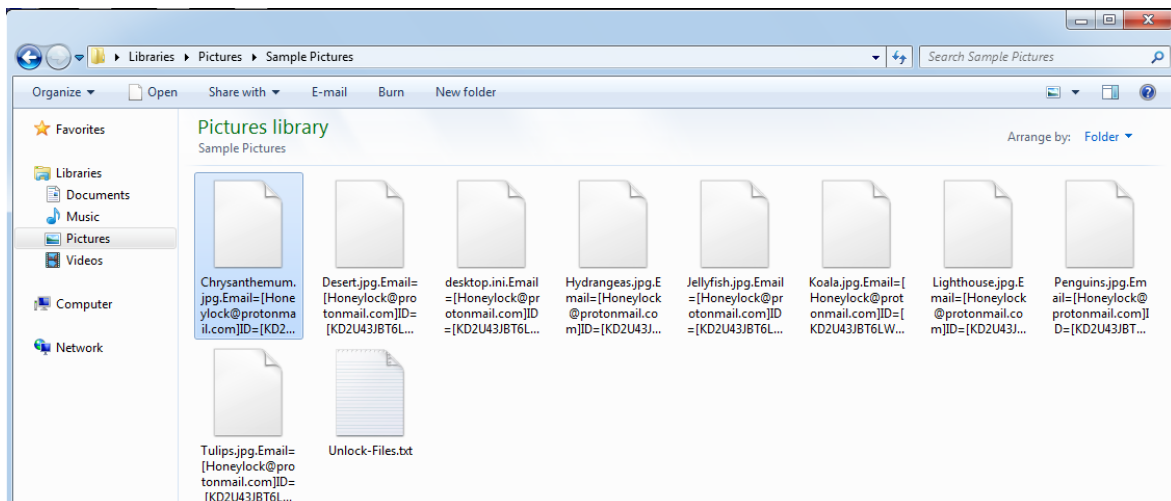 Libraries Pictures Sample Pictures
Search Sample Pictures
Organize Open Share with E-mail Burn New folder
Favorites
Libraries
Documents
Music
Pictures
Videos
Computer
Network
Pictures library
Sample Pictures
Arrange by: Folder
Chrysanthemum.
jpg.Email=[Hone
ylock@protonma
il.com]ID=[KD2...
Desert.jpg.Email=
[Honeylock@pro
tonmail.com]ID=
[KD2U43JBT6L...
desktop.ini.Email
=[Honeylock@pr
otonmail.com]ID
=[KD2U43JBT6L...
Hydrangeas.jpg.E
mail=[Honeylock
@protonmail.co
m]ID=[KD2U43J...
Jellyfish.jpg.Email
=[Honeylock@pr
otonmail.com]ID
=[KD2U43JBT6L...
Koala.jpg.Email=[
Honeylock@prot
onmail.com]ID=[
KD2U43JBT6LW...
Lighthouse.jpg.E
mail=[Honeylock
@protonmail.co
m]ID=[KD2U43J...
Penguins.jpg.Em
ail=[Honeylock@
protonmail.com]I
D=[KD2U43JBT...
Tulips.jpg.Email=
[Honeylock@pro
tonmail.com]ID=
[KD2U43JBT6L...
Unlock-Files.txt